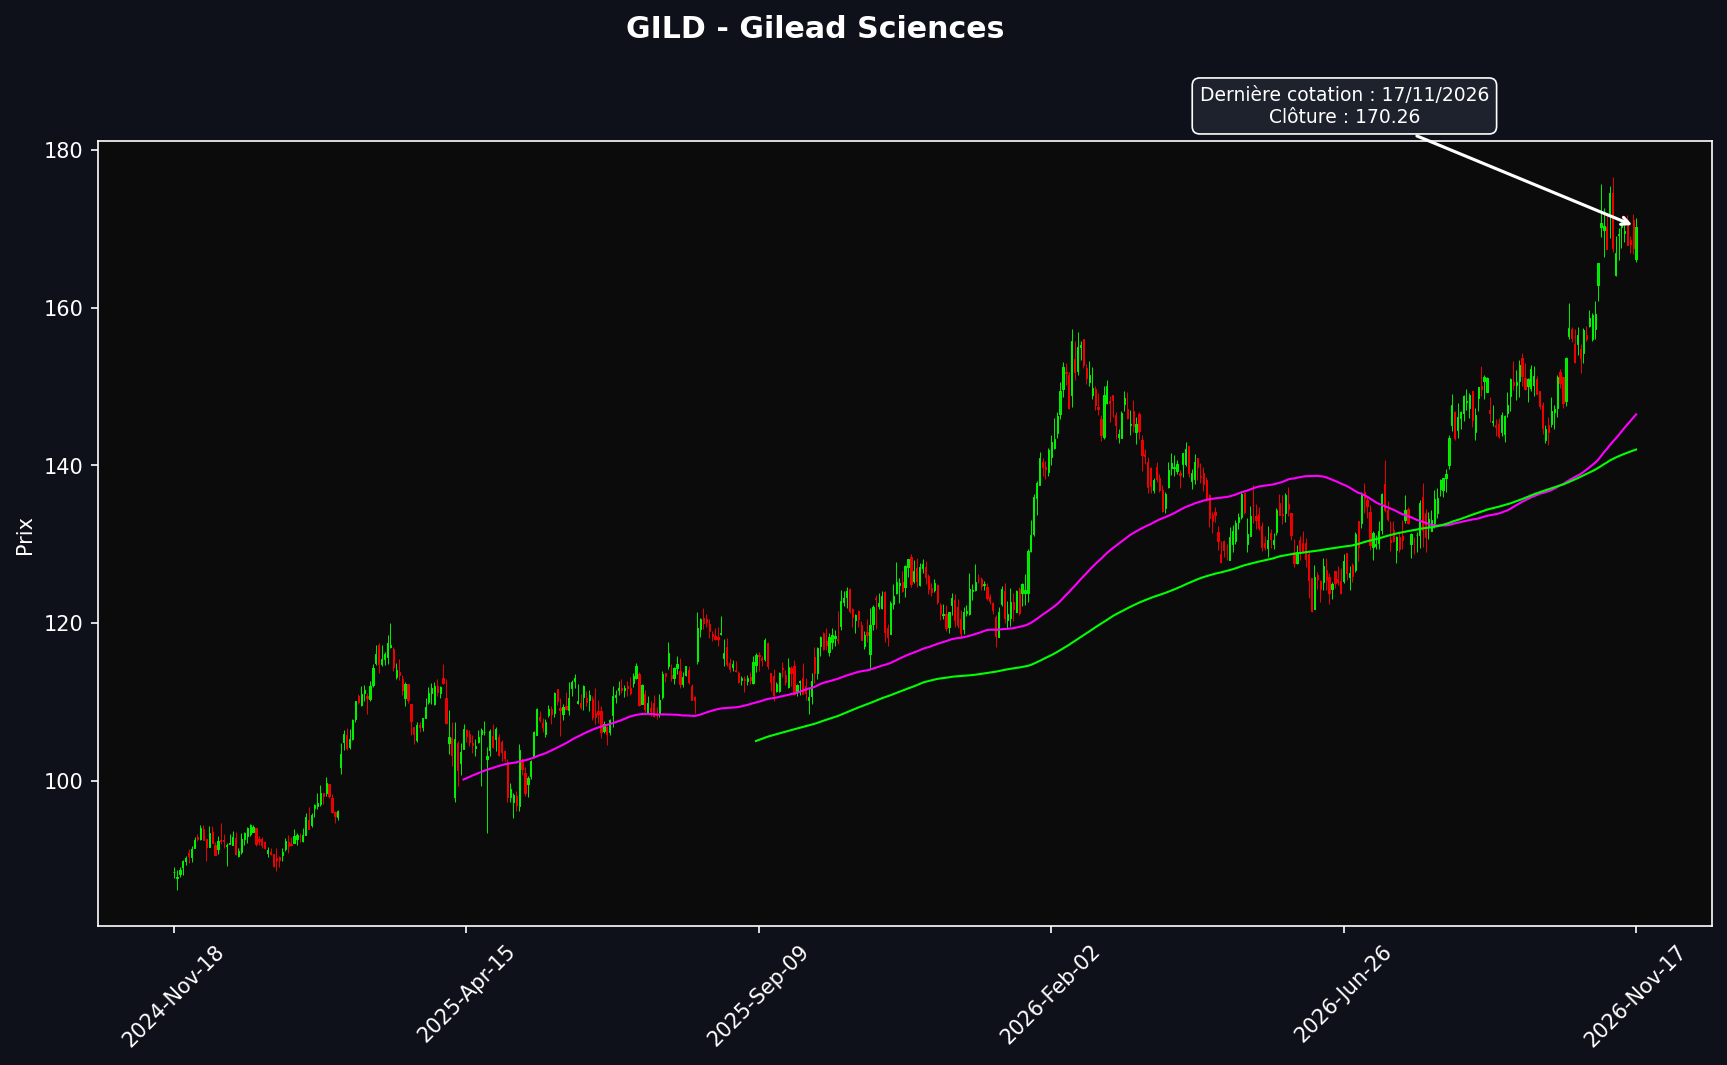 GILD - Gilead Sciences
Dernière cotation : 17/11/2026
Clôture : 170.26
180
160
140
120
100
Prix
2024-Nov-18
2025-Apr-15
2025-Sep-09
2026-Feb-02
2026-Jun-26
2026-Nov-17